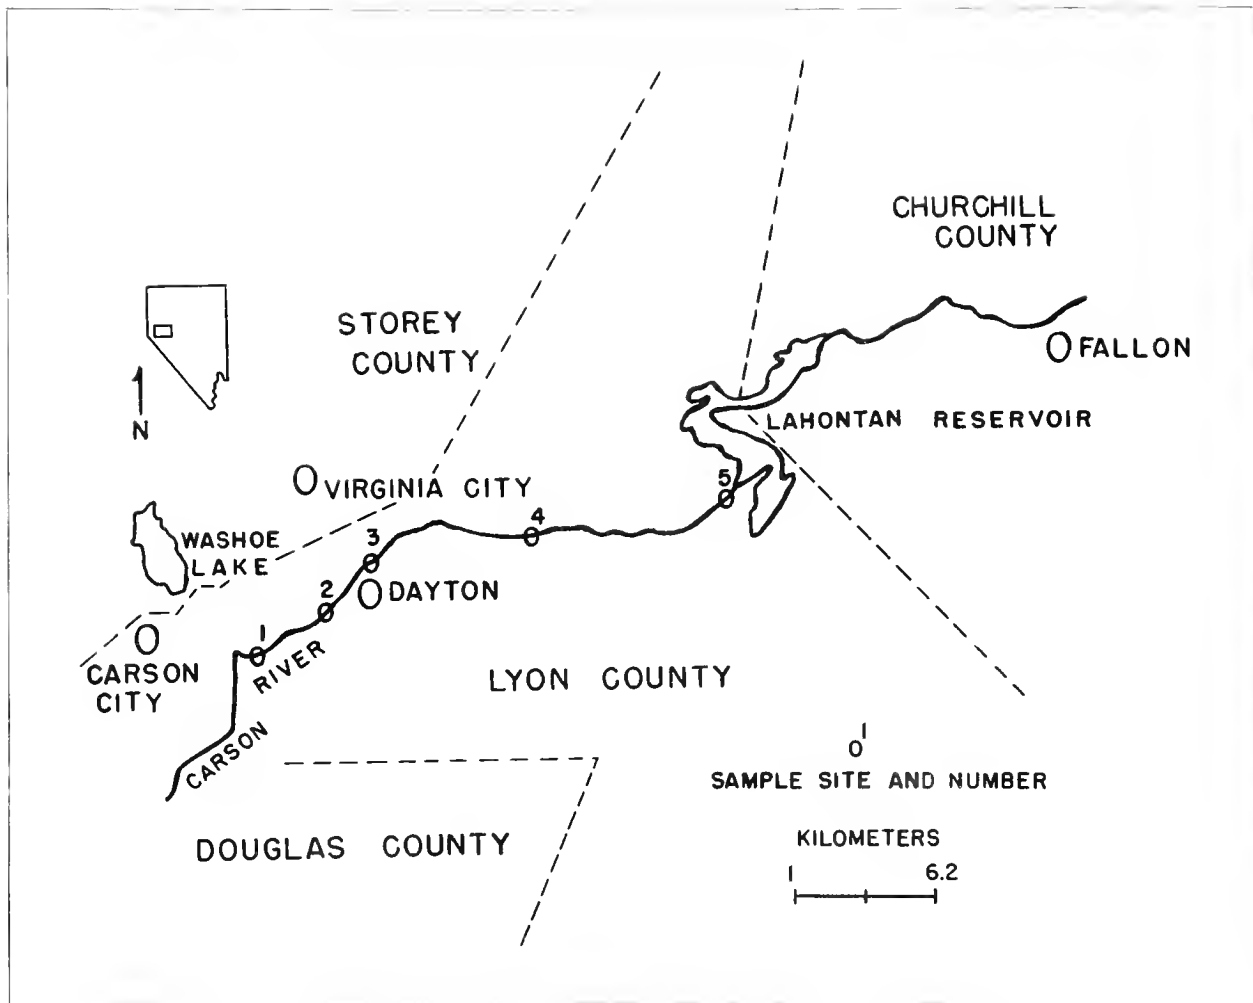 CHURCHILL
COUNTY
STOREY
COUNTY
N
FALLON
LAHONTAN RESERVOIR
VIRGINIA CITY
5
4
3
WASHOE
LAKE
2
DAYTON
1
RIVER
CARSON
CITY
LYON COUNTY
CARSON
1
SAMPLE SITE AND NUMBER
DOUGLAS COUNTY
KILOMETERS
1 6.2